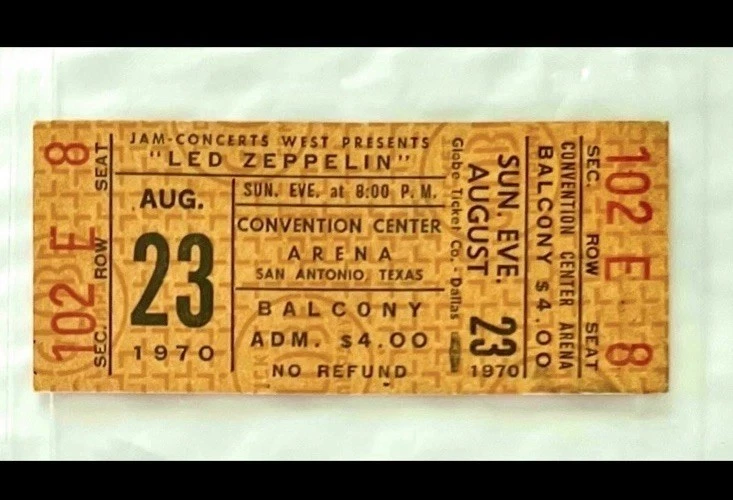 SEC. ROW SEAT
102 E 8
JAM-CONCERTS WEST PRESENTS
"LED ZEPPELIN"
AUG.
23
1970
SUN. EVE. at 8:00 P.M.
CONVENTION CENTER
ARENA
SAN ANTONIO, TEXAS
BALCONY
ADM. $4.00
NO REFUND
Globe Ticket Co. - Dallas
SUN. EVE.
AUGUST 23
1970
CONVENTION CENTER ARENA
BALCONY $4.00
SEC. ROW SEAT
102 E 8